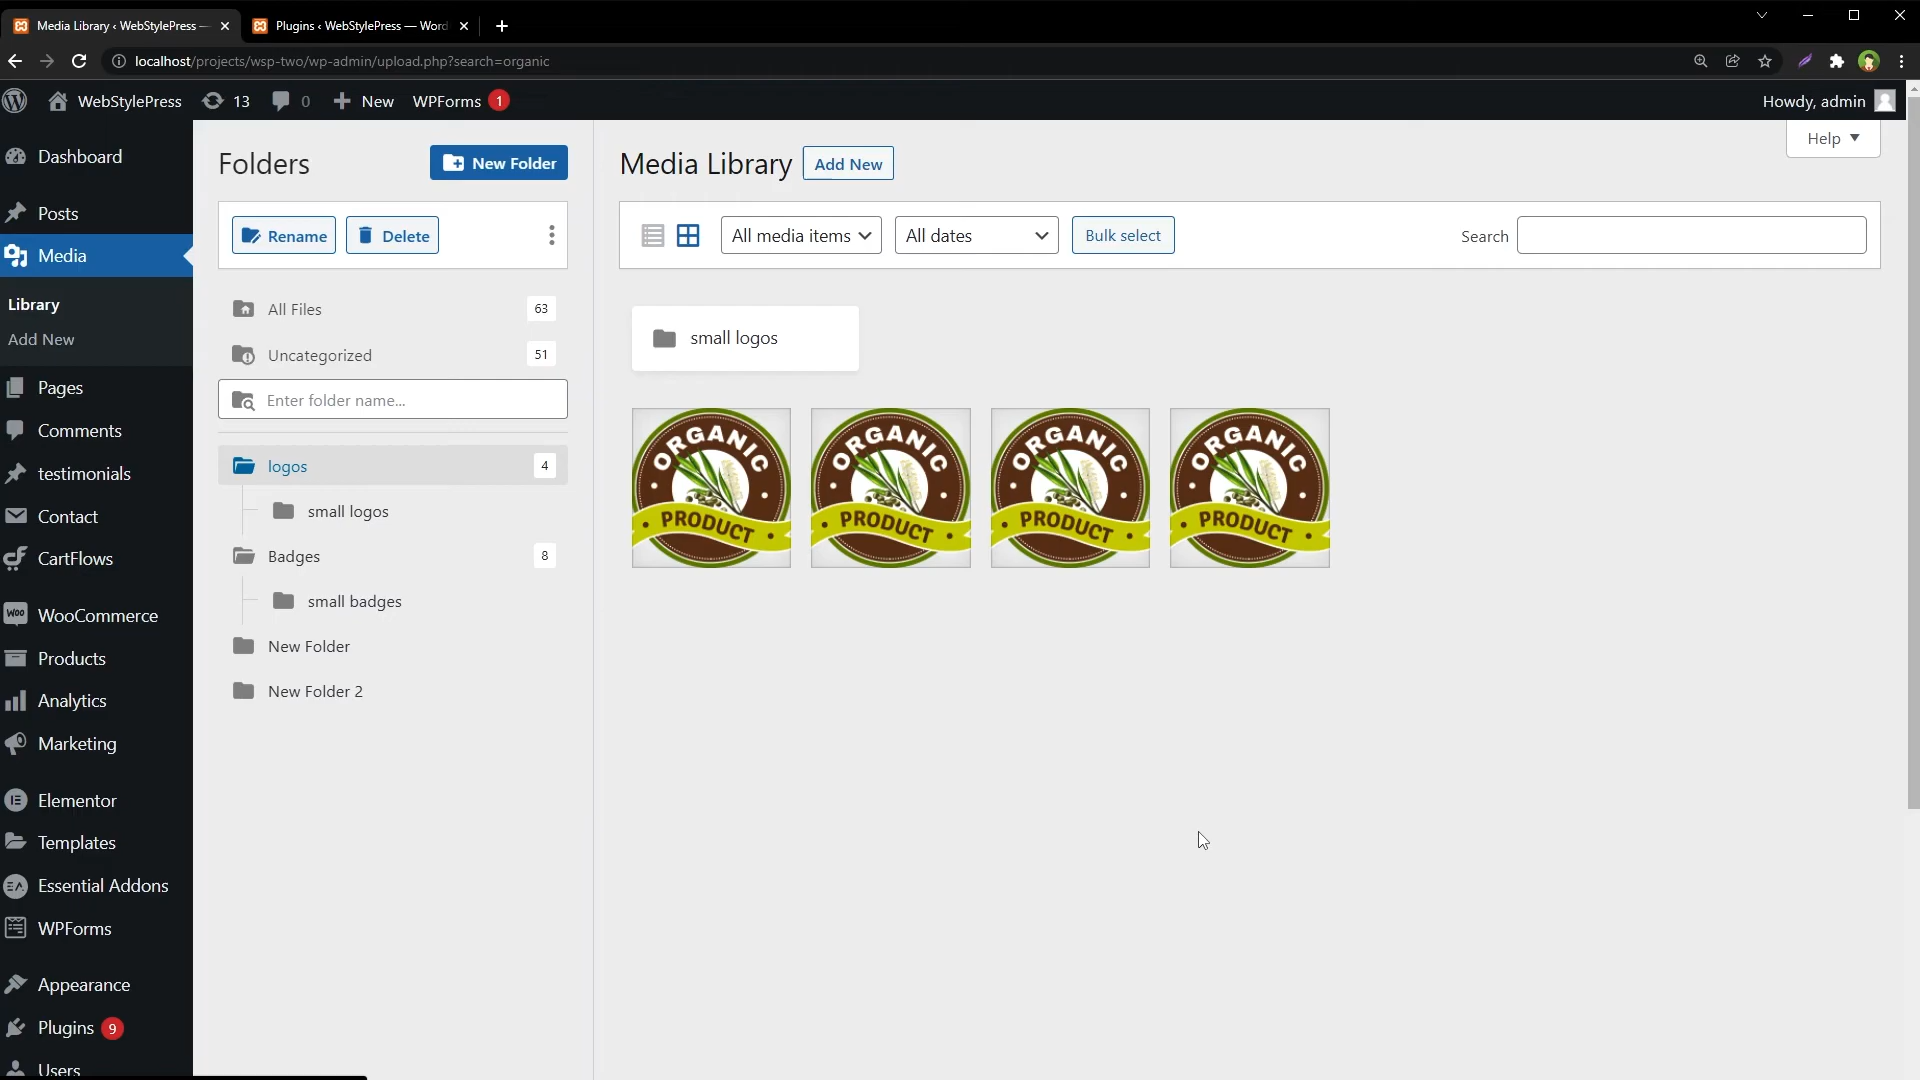 Media Library ‹ WebStylePress —
Plugins ‹ WebStylePress — Word
localhost/projects/wsp-two/wp-admin/upload.php?search=organic
WebStylePress
13
0
New
WPForms
1
Howdy, admin
Dashboard
Posts
Media
Library
Add New
Pages
Comments
testimonials
Contact
CartFlows
Woo
WooCommerce
Products
Analytics
Marketing
Elementor
Templates
Essential Addons
WPForms
Appearance
Plugins
9
Users
Folders
New Folder
Rename
Delete
All Files
63
Uncategorized
51
Enter folder name...
logos
4
small logos
Badges
8
small badges
New Folder
New Folder 2
Media Library
Add New
Help
All media items
All dates
Bulk select
Search
small logos
ORGANIC
PRODUCT
ORGANIC
PRODUCT
ORGANIC
PRODUCT
ORGANIC
PRODUCT